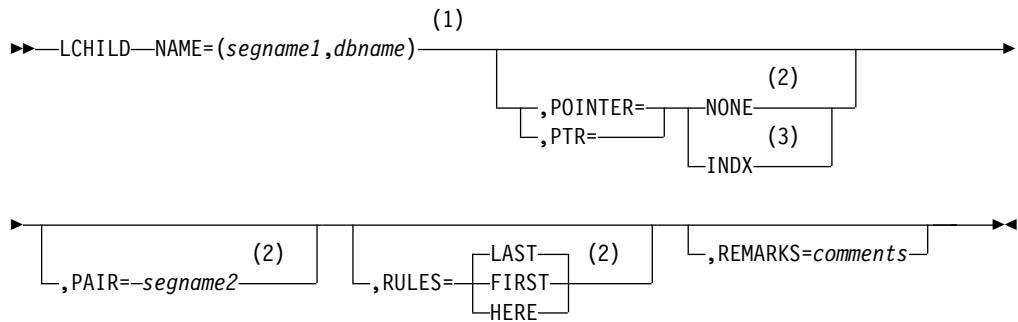 (1)
LCHILD NAME=(segname1,dbname)
(2)
,POINTER= NONE
,PTR= (3)
INDX
(2) LAST (2) ,REMARKS=comments
,PAIR=segname2 ,RULES= FIRST
HERE